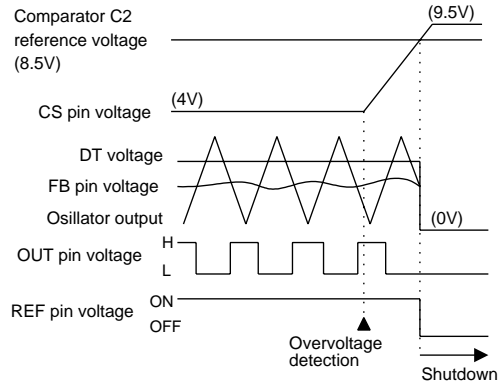 Comparator C2
reference voltage
(8.5V)
(9.5V)
(4V)
CS pin voltage
DT voltage
FB pin voltage
Osillator output
(0V)
OUT pin voltage
H
L
REF pin voltage
ON
OFF
Overvoltage
detection
Shutdown